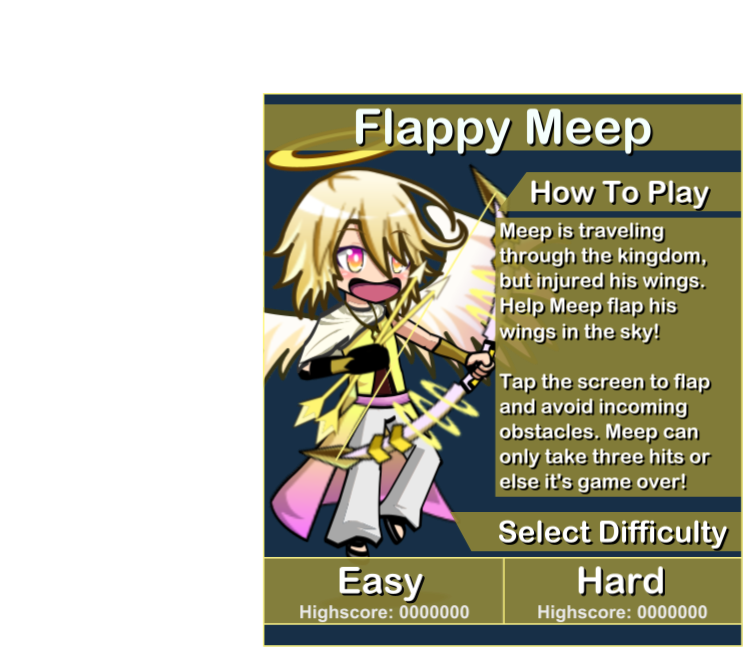 Flappy Meep
How To Play
Meep is traveling
through the kingdom,
but injured his wings.
Help Meep flap his
wings in the sky!
Tap the screen to flap
and avoid incoming
obstacles. Meep can
only take three hits or
else it's game over!
Select Difficulty
Easy
Highscore: 0000000
Hard
Highscore: 0000000